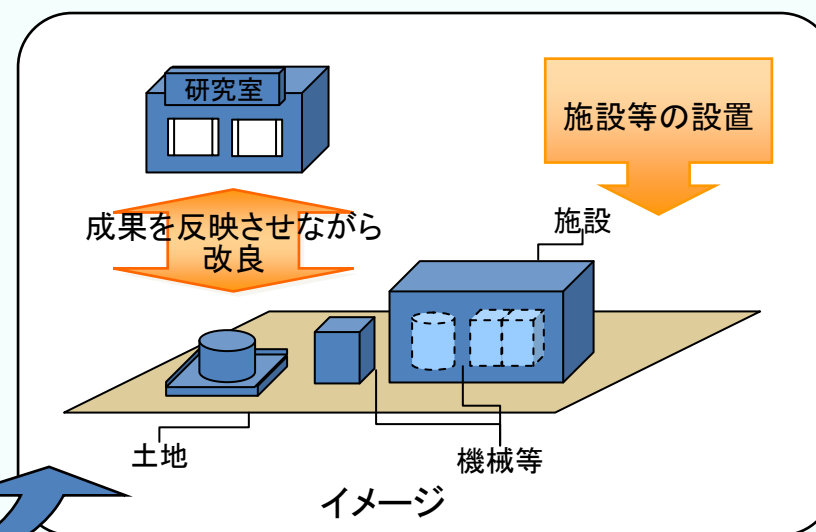 研究室
施設等の設置
成果を反映させながら
改良
施設
土地
機械等
イメージ